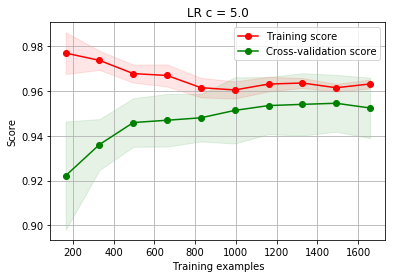 LR c = 5.0
Training score
Cross-validation score
0.98
0.96
0.94
0.92
0.90
Score
200 400 600 800 1000 1200 1400 1600
Training examples